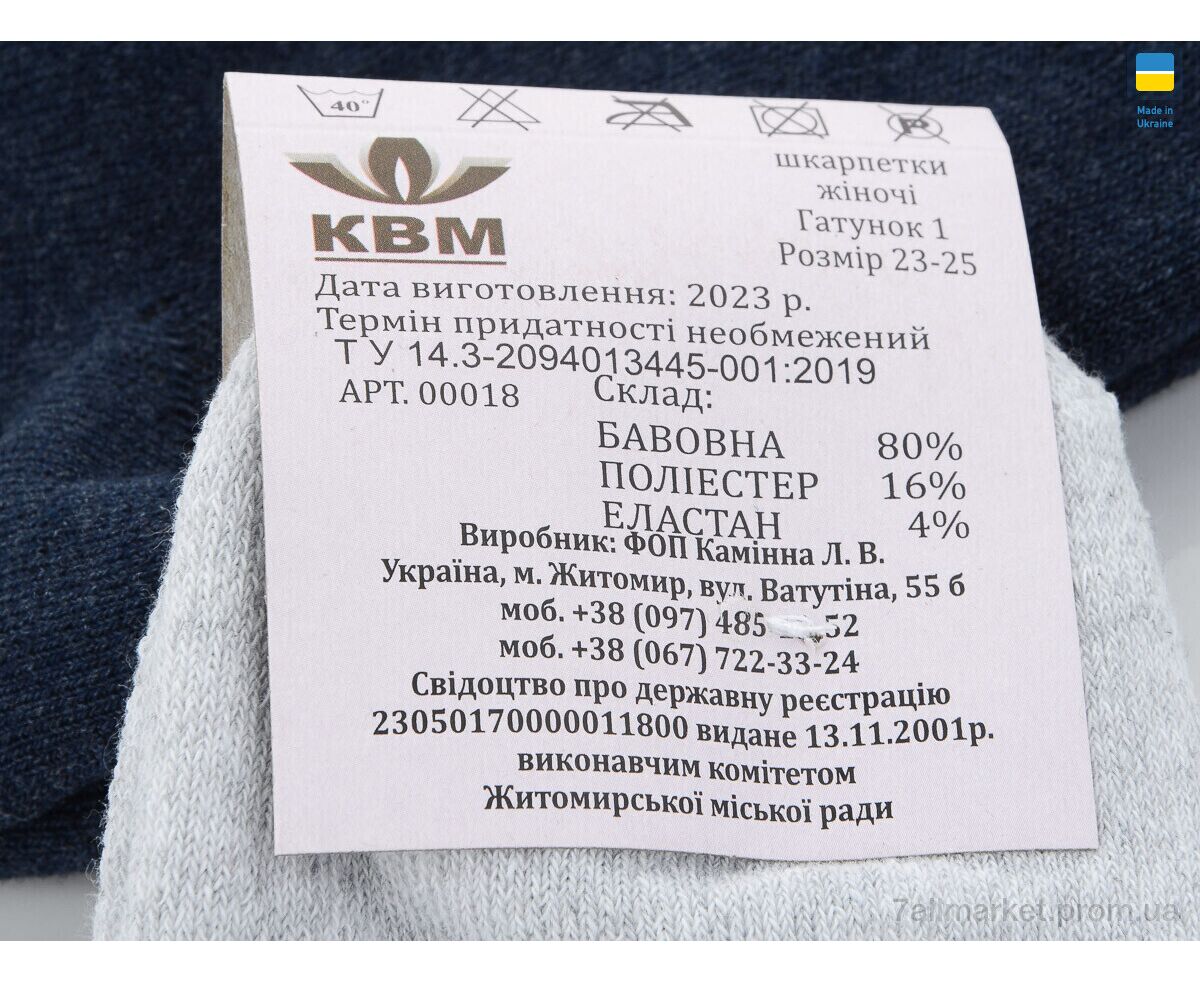 Made in
Ukraine
40°
P
КВМ
шкарпетки
жіночі
Гатунок 1
Розмір 23-25
Дата виготовлення: 2023 р.
Термін придатності необмежений
Т У 14.3-2094013445-001:2019
АРТ. 00018
Склад:
БАВОВНА 80%
ПОЛІЕСТЕР 16%
ЕЛАСТАН 4%
Виробник: ФОП Камінна Л. В.
Україна, м. Житомир, вул. Ватутіна, 55 б
моб. +38 (097) 485 52
моб. +38 (067) 722-33-24
Свідоцтво про державну реєстрацію
23050170000011800 видане 13.11.2001р.
виконавчим комітетом
Житомирської міської ради
7allmarket.prom.ua